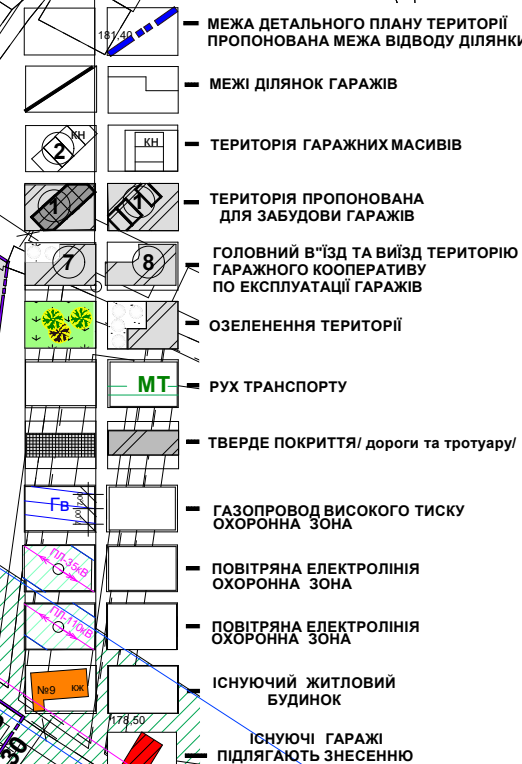 МЕЖА ДЕТАЛЬНОГО ПЛАНУ ТЕРИТОРІЇ
181.40
ПРОПОНОВАНА МЕЖА ВІДВОДУ ДІЛЯНКИ
МЕЖІ ДІЛЯНОК ГАРАЖІВ
2 КН
КН
ТЕРИТОРІЯ ГАРАЖНИХ МАСИВІВ
1
1
ТЕРИТОРІЯ ПРОПОНОВАНА
ДЛЯ ЗАБУДОВИ ГАРАЖІВ
7
8
ГОЛОВНИЙ В"ЇЗД ТА ВИЇЗД ТЕРИТОРІЮ
ГАРАЖНОГО КООПЕРАТИВУ
ПО ЕКСПЛУАТАЦІЇ ГАРАЖІВ
ОЗЕЛЕНЕННЯ ТЕРИТОРІЇ
МТ
РУХ ТРАНСПОРТУ
ТВЕРДЕ ПОКРИТТЯ/ дороги та тротуару/
Гв
ГАЗОПРОВОД ВИСОКОГО ТИСКУ
ОХОРОННА ЗОНА
ПЛ-35кВ
ПОВІТРЯНА ЕЛЕКТРОЛІНІЯ
ОХОРОННА ЗОНА
ПЛ-110кВ
ПОВІТРЯНА ЕЛЕКТРОЛІНІЯ
ОХОРОННА ЗОНА
№9 кж
ІСНУЮЧИЙ ЖИТЛОВИЙ
БУДИНОК
178.50
30
ІСНУЮЧІ ГАРАЖІ
ПІДЛЯГАЮТЬ ЗНЕСЕННЮ